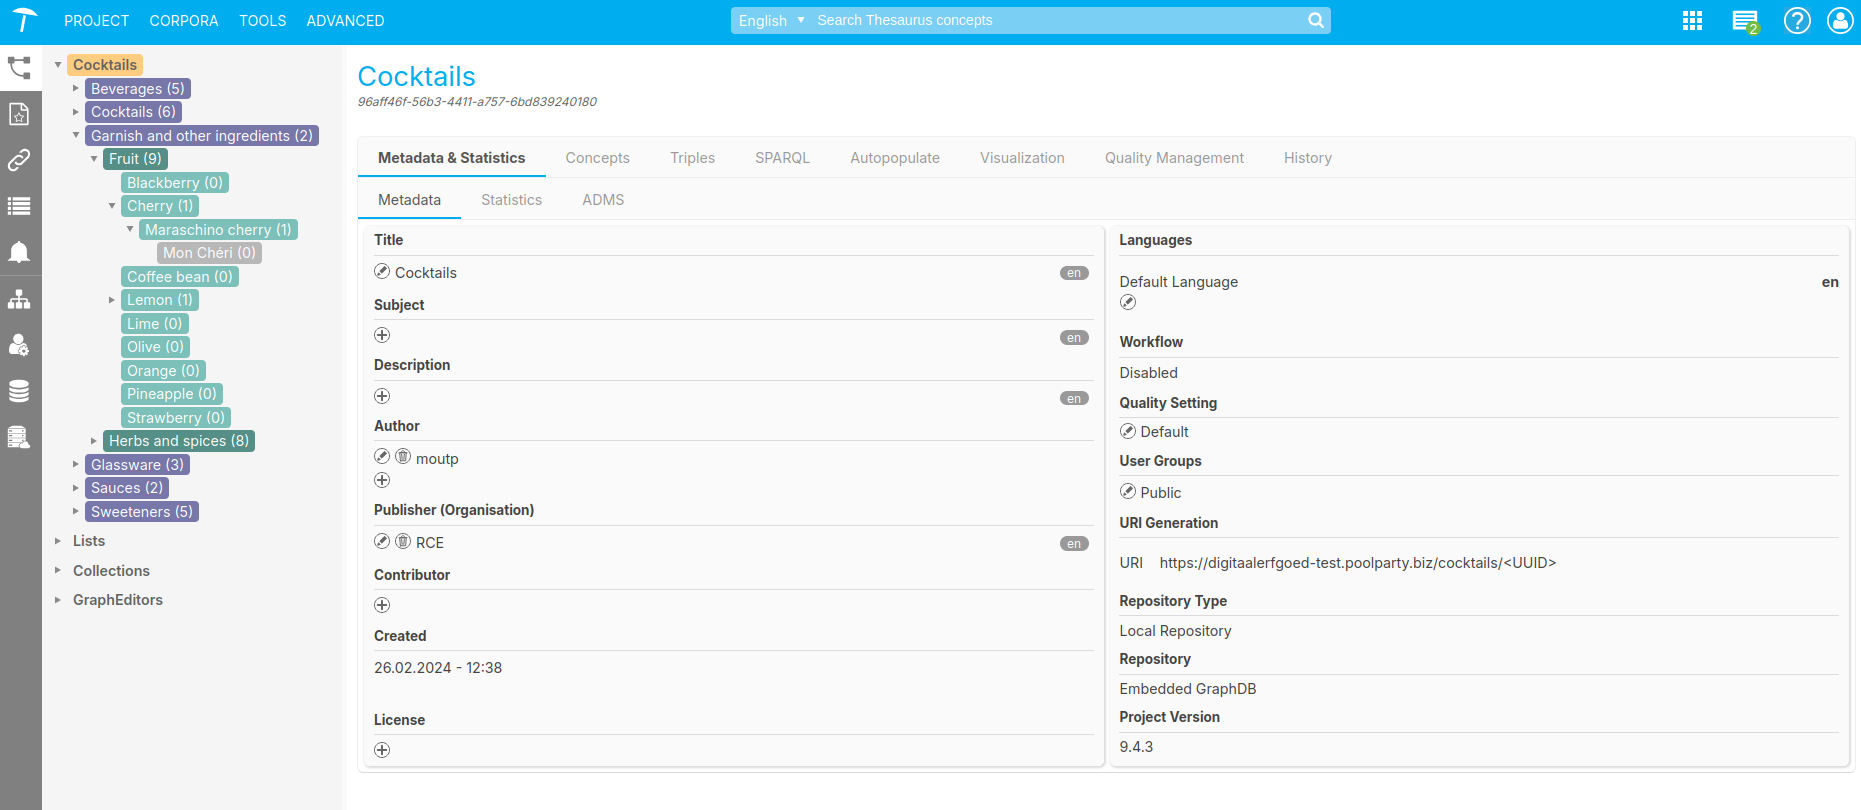 PROJECT CORPORA TOOLS ADVANCED English Search Thesaurus concepts 2 ?
Cocktails
Beverages (5)
Cocktails (6)
Garnish and other ingredients (2)
Fruit (9)
Blackberry (0)
Cherry (1)
Maraschino cherry (1)
Mon Chéri (0)
Coffee bean (0)
Lemon (1)
Lime (0)
Olive (0)
Orange (0)
Pineapple (0)
Strawberry (0)
Herbs and spices (8)
Glassware (3)
Sauces (2)
Sweeteners (5)
Lists
Collections
GraphEditors
Cocktails
96aff46f-56b3-4411-a757-6bd839240180
Metadata & Statistics Concepts Triples SPARQL Autopopulate Visualization Quality Management History
Metadata Statistics ADMS
Title
Cocktails en
Subject
en
Description
en
Author
moutp
Publisher (Organisation)
RCE en
Contributor
Created
26.02.2024 - 12:38
License
Languages
Default Language en
Workflow
Disabled
Quality Setting
Default
User Groups
Public
URI Generation
URI https://digitaalerfgoed-test.poolparty.biz/cocktails/<UUID>
Repository Type
Local Repository
Repository
Embedded GraphDB
Project Version
9.4.3